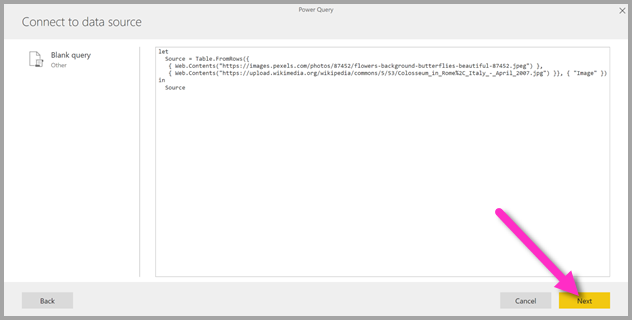 Power Query
Connect to data source
Blank query
Other
let
Source = Table.FromRows({
{ Web.Contents("https://images.pexels.com/photos/87452/flowers-background-butterflies-beautiful-87452.jpeg") },
{ Web.Contents("https://upload.wikimedia.org/wikipedia/commons/5/53/Colosseum_in_Rome%2C_Italy_-_April_2007.jpg") }}, { "Image" })
in
Source
Back
Cancel
Next